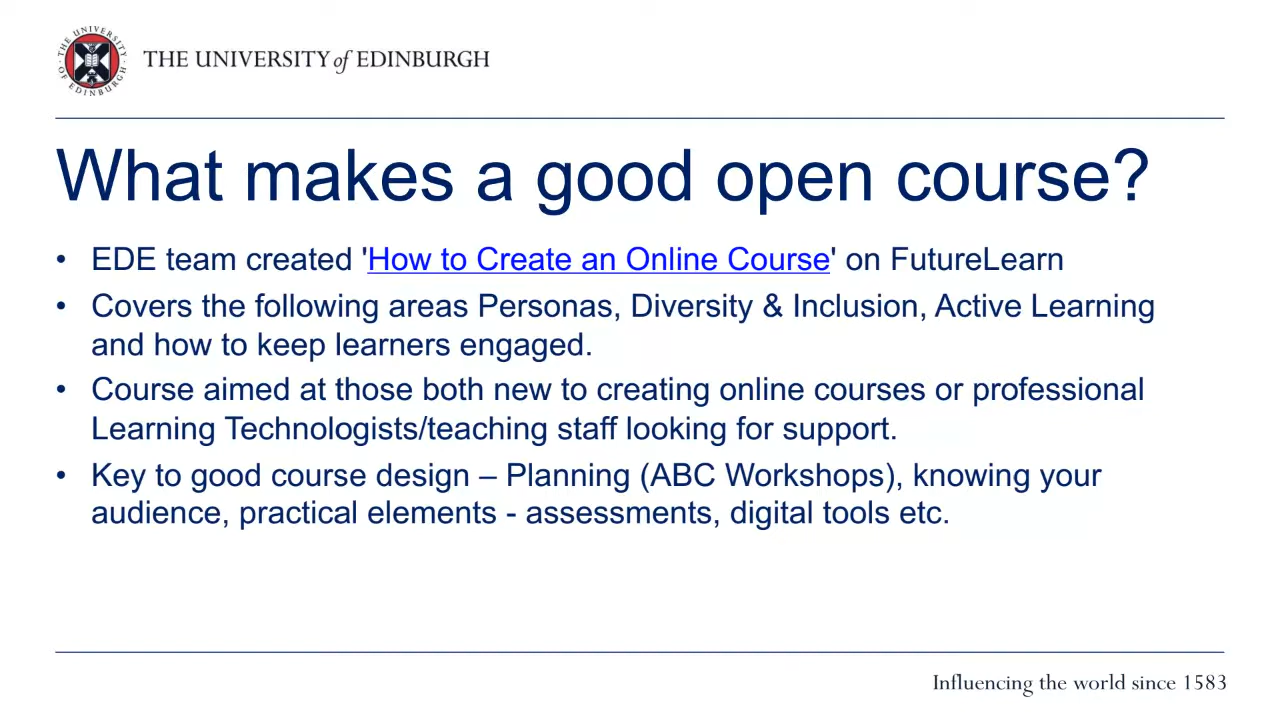 THE UNIVERSITY OF EDINBURGH
THE UNIVERSITY of EDINBURGH
What makes a good open course?
• EDE team created 'How to Create an Online Course' on FutureLearn
• Covers the following areas Personas, Diversity & Inclusion, Active Learning
and how to keep learners engaged.
• Course aimed at those both new to creating online courses or professional
Learning Technologists/teaching staff looking for support.
• Key to good course design – Planning (ABC Workshops), knowing your
audience, practical elements - assessments, digital tools etc.
Influencing the world since 1583